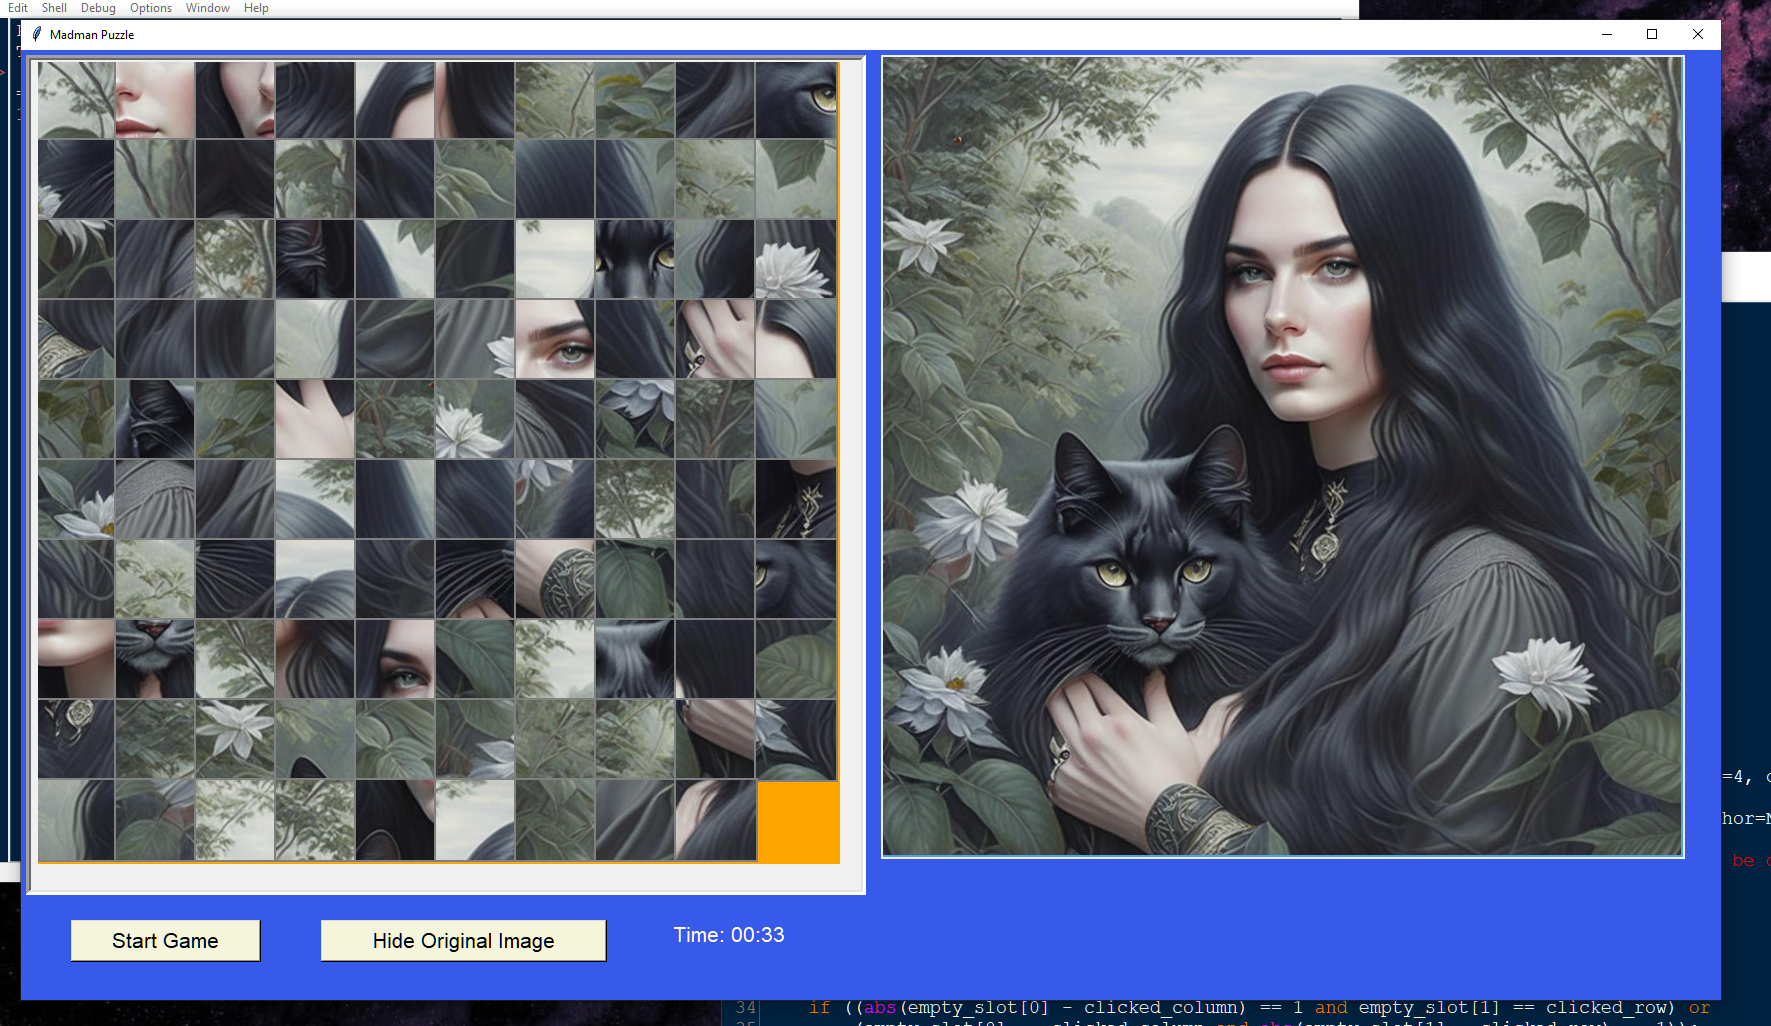 Edit Shell Debug Options Window Help
Madman Puzzle
=4, c
hor=M
be c
Start Game
Hide Original Image
Time: 00:33
34 if ((abs(empty_slot[0] - clicked_column) == 1 and empty_slot[1] == clicked_row) or